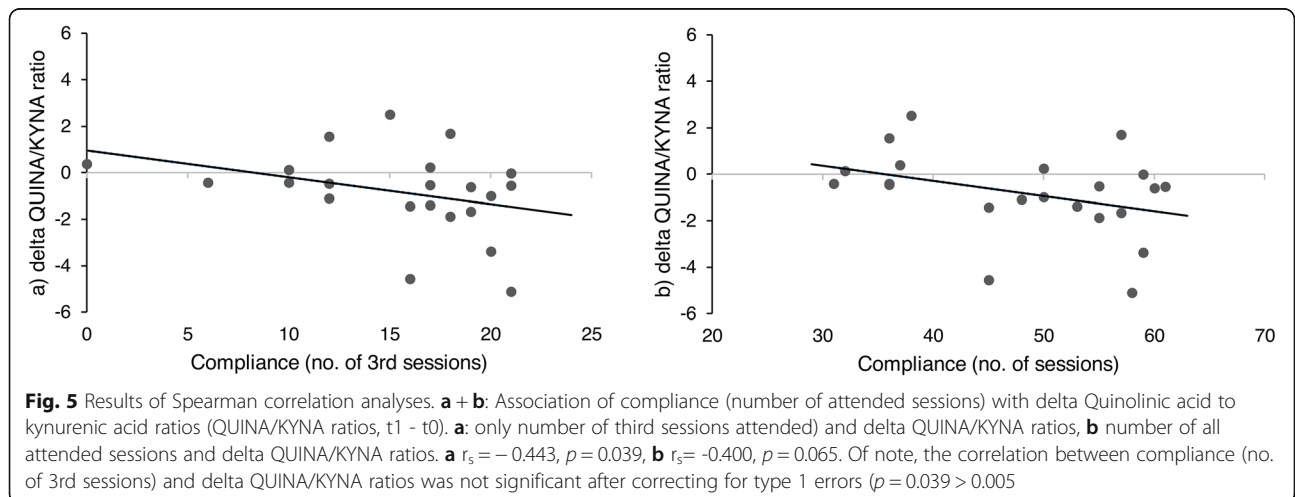 6
4
2
0
-2
-4
-6
a) delta QUINA/KYNA ratio
0 5 10 15 20 25
Compliance (no. of 3rd sessions)
6
4
2
0
-2
-4
-6
b) delta QUINA/KYNA ratio
20 30 40 50 60 70
Compliance (no. of sessions)
Fig. 5 Results of Spearman correlation analyses. a + b: Association of compliance (number of attended sessions) with delta Quinolinic acid to
kynurenic acid ratios (QUINA/KYNA ratios, t1 - t0). a: only number of third sessions attended) and delta QUINA/KYNA ratios, b number of all
attended sessions and delta QUINA/KYNA ratios. a rs = − 0.443, p = 0.039, b rs= -0.400, p = 0.065. Of note, the correlation between compliance (no.
of 3rd sessions) and delta QUINA/KYNA ratios was not significant after correcting for type 1 errors (p = 0.039 > 0.005